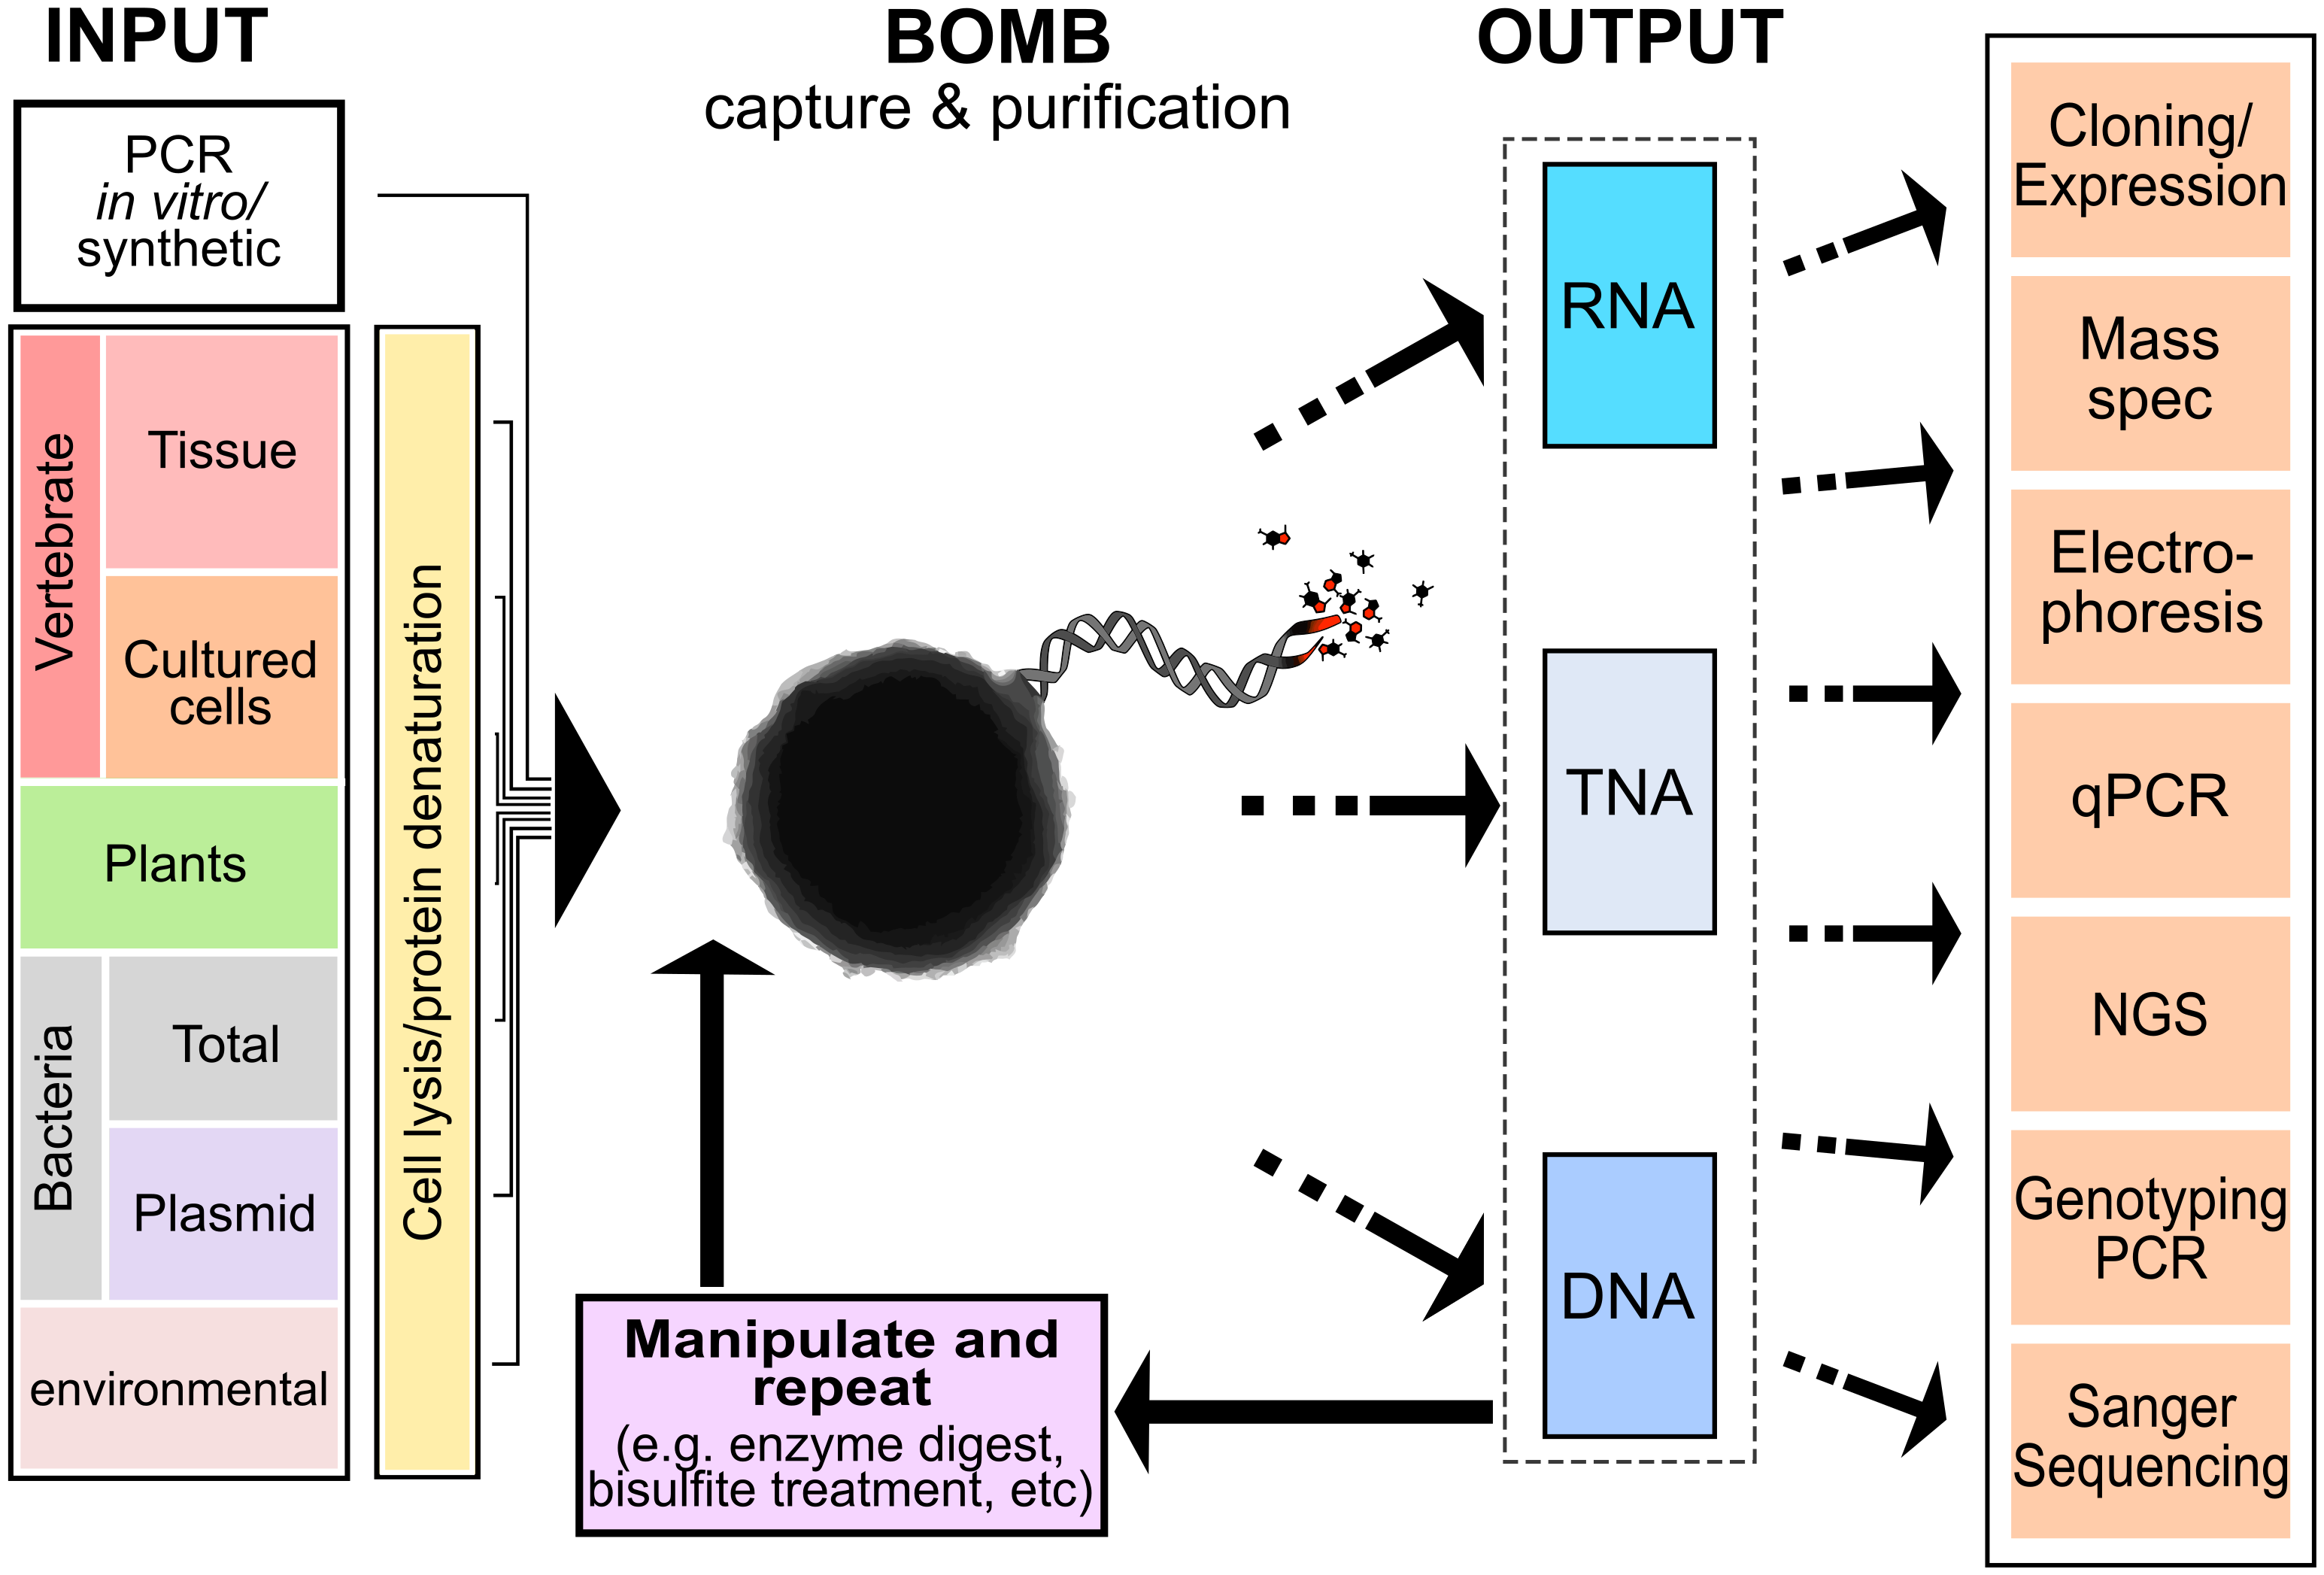 INPUT
PCR
in vitro/
synthetic
Vertebrate
Tissue
Cultured
cells
Plants
Bacteria
Total
Plasmid
environmental
Cell lysis/protein denaturation
BOMB
capture & purification
Manipulate and
repeat
(e.g. enzyme digest,
bisulfite treatment, etc)
OUTPUT
RNA
TNA
DNA
Cloning/
Expression
Mass
spec
Electro-
phoresis
qPCR
NGS
Genotyping
PCR
Sanger
Sequencing